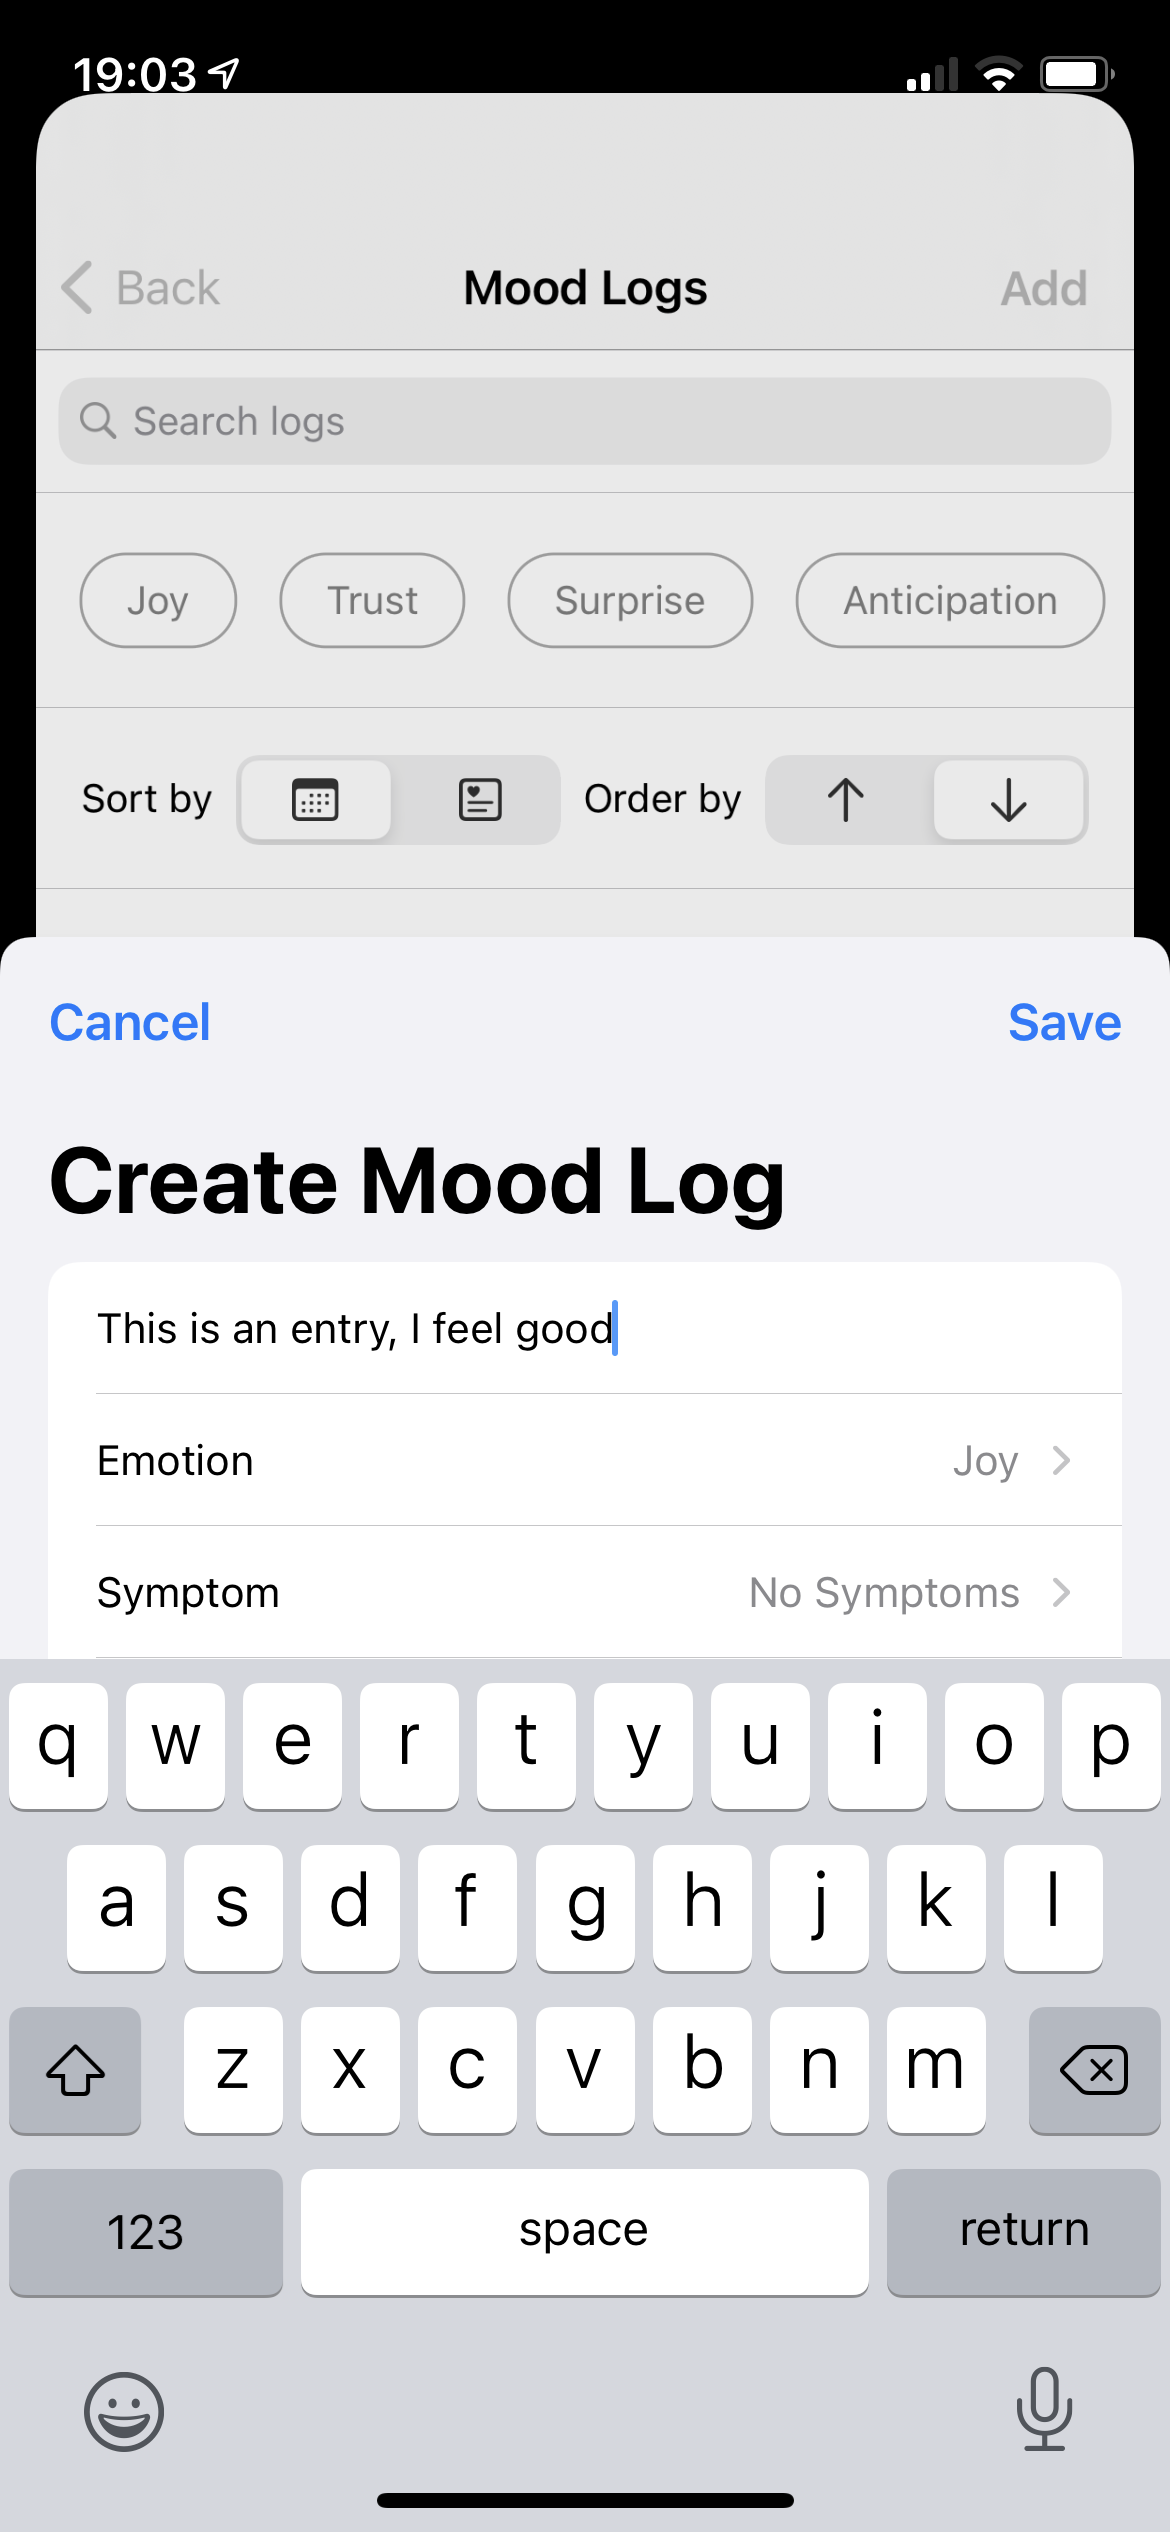 19:03
Back Mood Logs Add
Search logs
Joy Trust Surprise Anticipation
Sort by Order by
Cancel Save
Create Mood Log
This is an entry, I feel good
Emotion Joy
Symptom No Symptoms
q w e r t y u i o p
a s d f g h j k l
z x c v b n m
123 space return